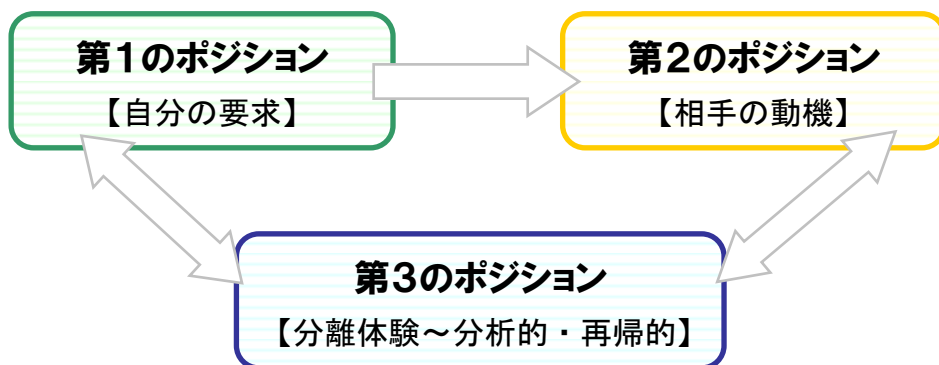 第1のポジション
【自分の要求】
第2のポジション
【相手の動機】
第3のポジション
【分離体験～分析的・再帰的】